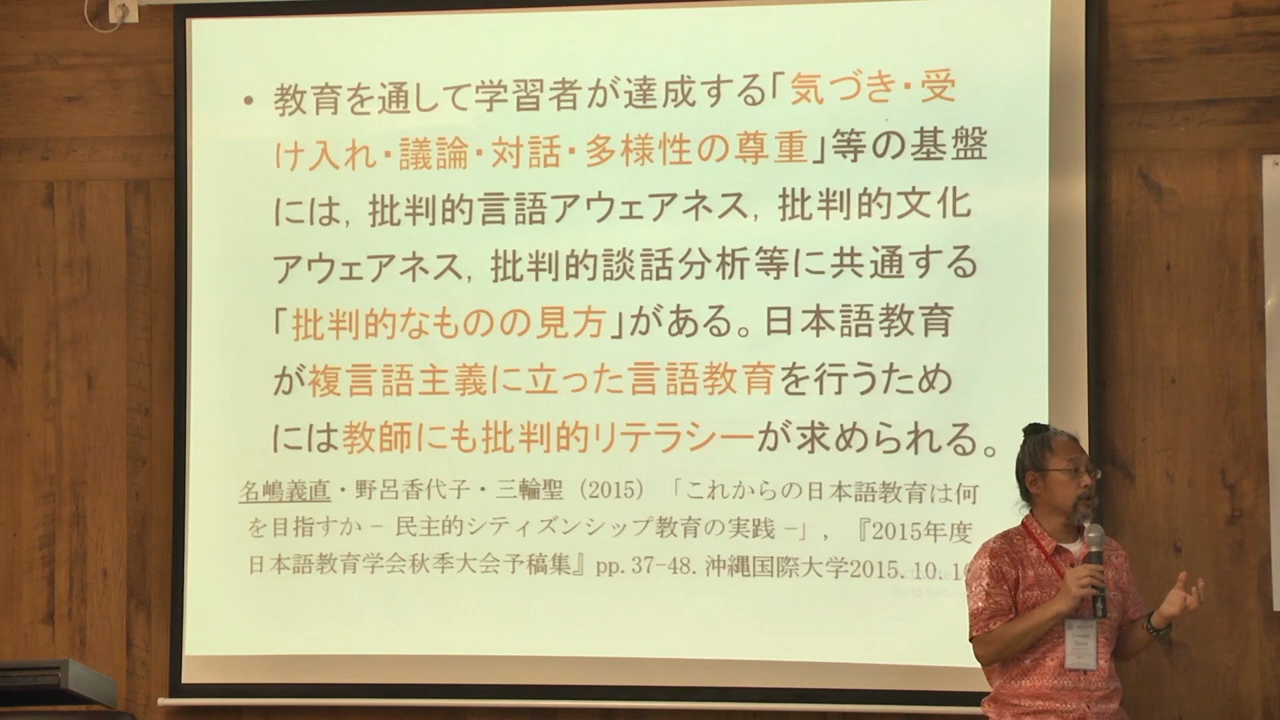 • 教育を通して学習者が達成する「気づき・受
け入れ・議論・対話・多様性の尊重」等の基盤
には，批判的言語アウェアネス，批判的文化
アウェアネス，批判的談話分析等に共通する
「批判的なものの見方」がある。日本語教育
が複言語主義に立った言語教育を行うため
には教師にも批判的リテラシーが求められる。
名嶋義直・野呂香代子・三輪聖（2015）「これからの日本語教育は何
を目指すか－民主的シティズンシップ教育の実践－」，『2015年度
日本語教育学会秋季大会予稿集』pp.37-48.沖縄国際大学2015.10.1